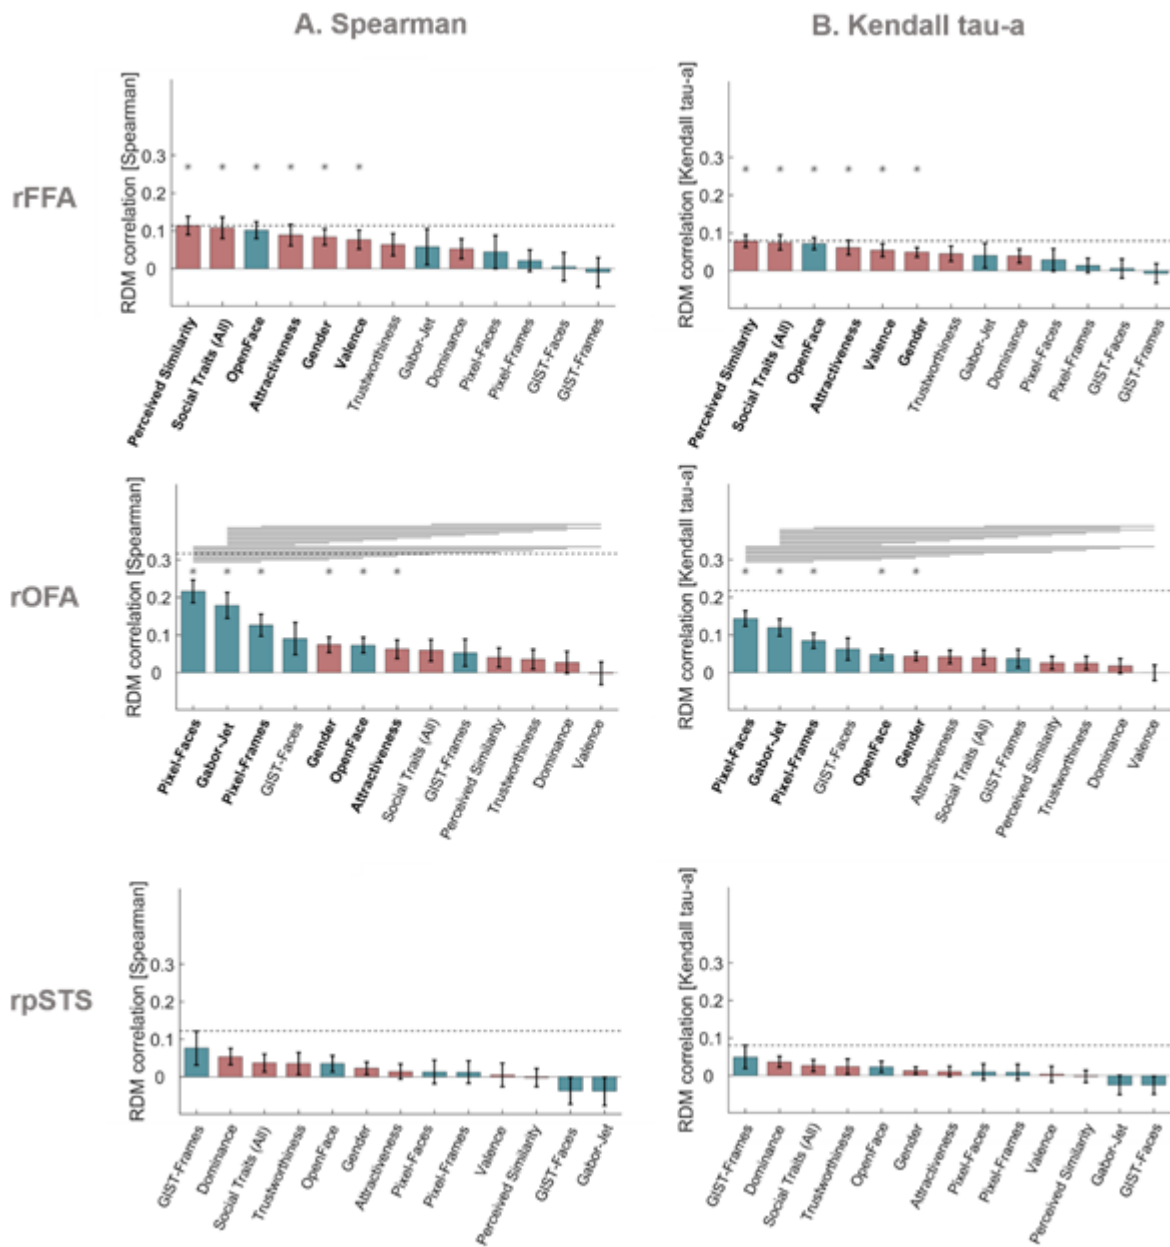 A. Spearman
B. Kendall tau-a
rFFA
RDM correlation [Spearman]
0.3
0.2
0.1
0
* * * * * *
Perceived Similarity
Social Traits (All)
OpenFace
Attractiveness
Gender
Valence
Trustworthiness
Gabor-Jet
Dominance
Pixel-Faces
Pixel-Frames
GIST-Faces
GIST-Frames
RDM correlation [Kendall tau-a]
0.3
0.2
0.1
0
* * * * * *
Perceived Similarity
Social Traits (All)
OpenFace
Attractiveness
Valence
Gender
Trustworthiness
Gabor-Jet
Dominance
Pixel-Faces
Pixel-Frames
GIST-Faces
GIST-Frames
rOFA
RDM correlation [Spearman]
0.3
0.2
0.1
0
* * * * * *
Pixel-Faces
Gabor-Jet
Pixel-Frames
GIST-Faces
Gender
OpenFace
Attractiveness
Social Traits (All)
GIST-Frames
Perceived Similarity
Trustworthiness
Dominance
Valence
RDM correlation [Kendall tau-a]
0.3
0.2
0.1
0
* * * * *
Pixel-Faces
Gabor-Jet
Pixel-Frames
GIST-Faces
OpenFace
Gender
Attractiveness
Social Traits (All)
GIST-Frames
Perceived Similarity
Trustworthiness
Dominance
Valence
rpSTS
RDM correlation [Spearman]
0.3
0.2
0.1
0
GIST-Frames
Dominance
Social Traits (All)
Trustworthiness
OpenFace
Gender
Attractiveness
Pixel-Faces
Pixel-Frames
Valence
Perceived Similarity
GIST-Faces
Gabor-Jet
RDM correlation [Kendall tau-a]
0.3
0.2
0.1
0
GIST-Frames
Dominance
Social Traits (All)
Trustworthiness
OpenFace
Gender
Attractiveness
Pixel-Faces
Pixel-Frames
Valence
Perceived Similarity
Gabor-Jet
GIST-Faces